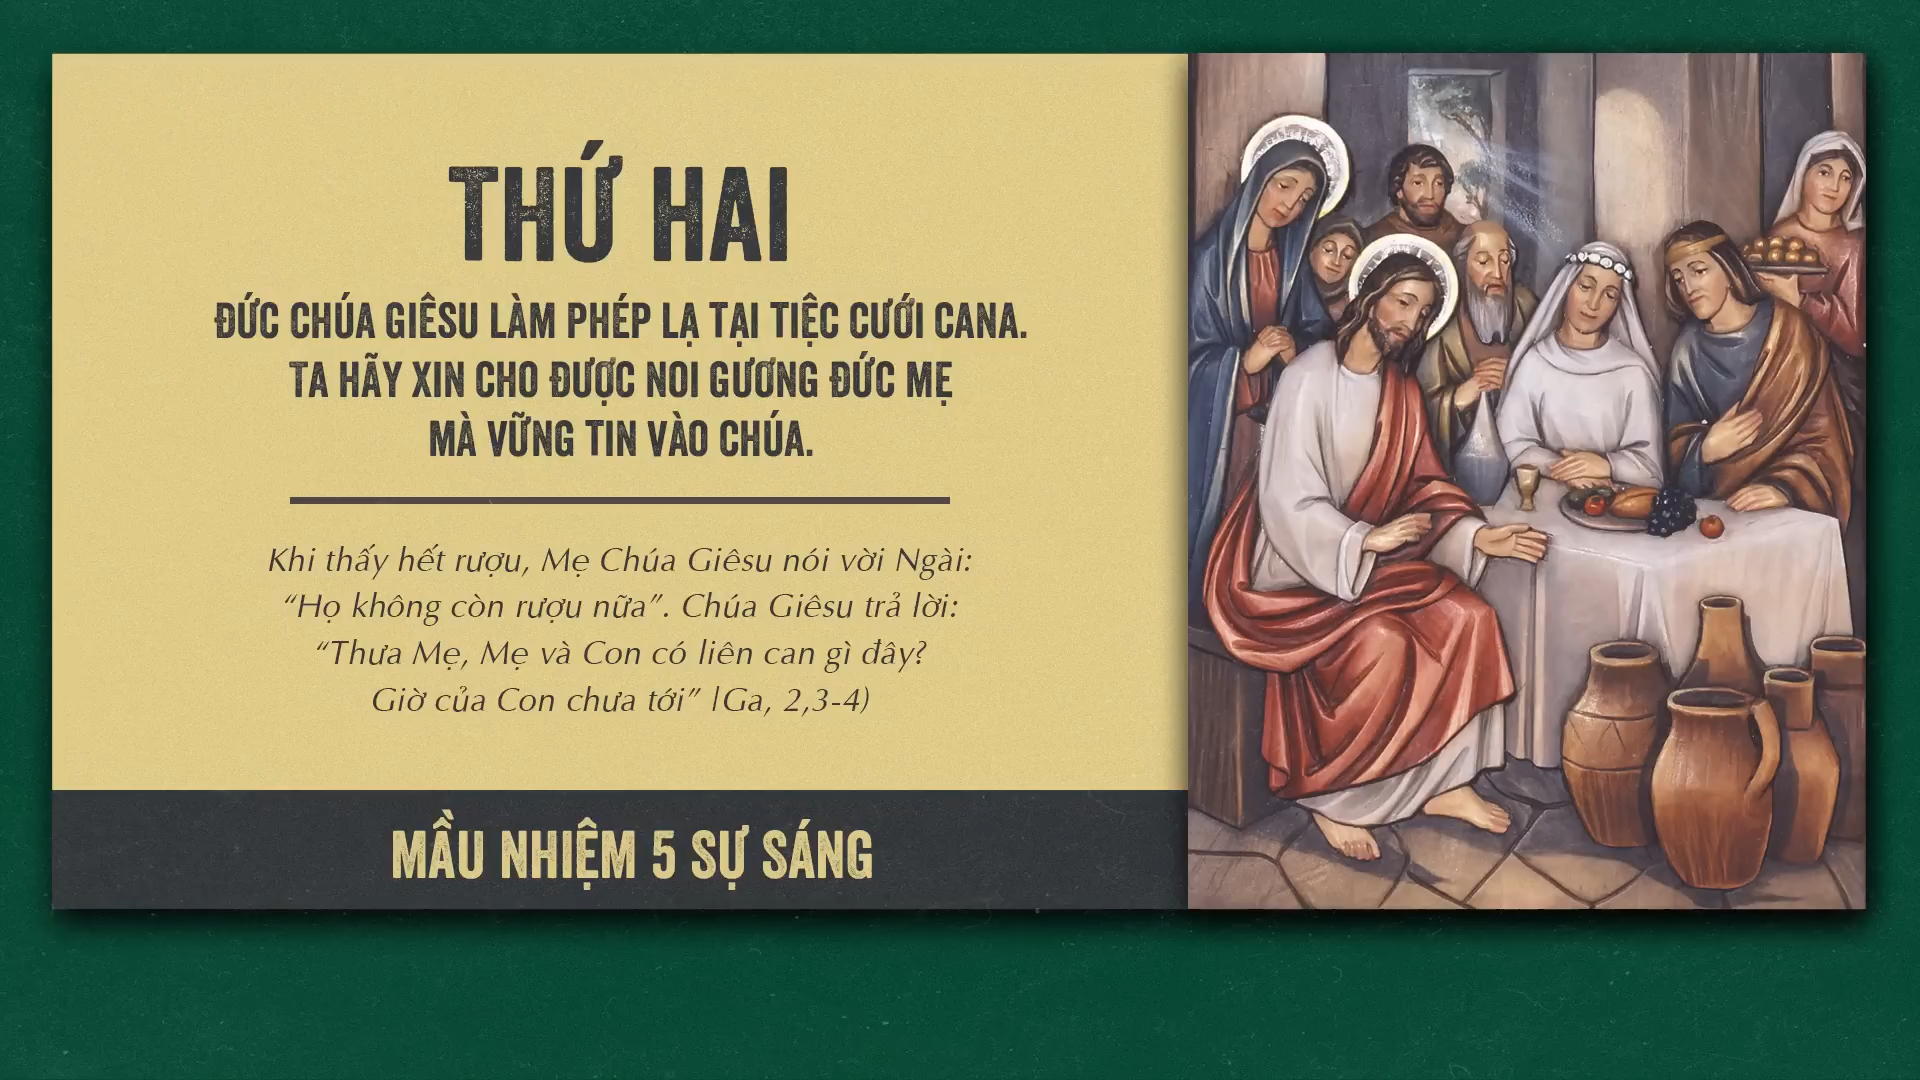 THỨ HAI
ĐỨC CHÚA GIÊSU LÀM PHÉP LẠ TẠI TIỆC CƯỚI CANA.
TA HÃY XIN CHO ĐƯỢC NOI GƯƠNG ĐỨC MẸ
MÀ VỮNG TIN VÀO CHÚA.
Khi thấy hết rượu, Mẹ Chúa Giêsu nói vời Ngài:
“Họ không còn rượu nữa”. Chúa Giêsu trả lời:
“Thưa Mẹ, Mẹ và Con có liên can gì đây?
Giờ của Con chưa tới” |Ga, 2,3-4)
MẦU NHIỆM 5 SỰ SÁNG